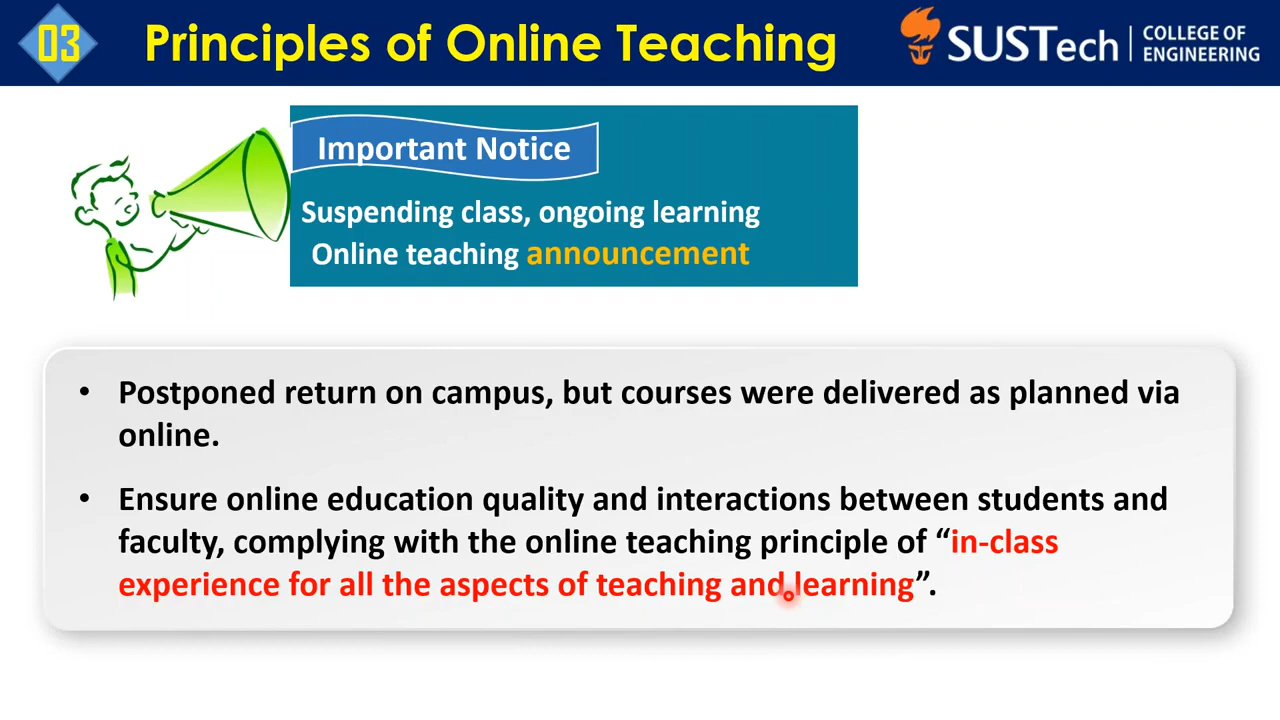 03
Principles of Online Teaching
SUSTech
COLLEGE OF
ENGINEERING
Important Notice
Suspending class, ongoing learning
Online teaching announcement
• Postponed return on campus, but courses were delivered as planned via
online.
• Ensure online education quality and interactions between students and
faculty, complying with the online teaching principle of “in-class
experience for all the aspects of teaching and learning”.